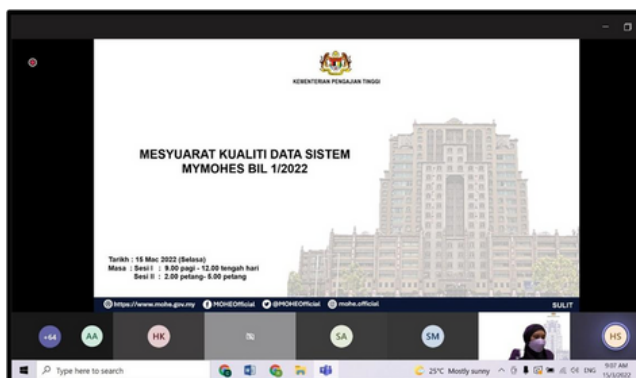 KEMENTERIAN PENGAJIAN TINGGI
MESYUARAT KUALITI DATA SISTEM
MYMOHES BIL 1/2022
Tarikh : 15 Mac 2022 (Selasa)
Masa : Sesi I : 9.00 pagi - 12.00 tengah hari
Sesi II : 2.00 petang- 5.00 petang
https://www.mohe.gov.my MOHEOfficial @MOHEOfficial mohe.official SULIT
+64 AA HK SA SM HS
Type here to search 25°C Mostly sunny ENG 9:07 AM
15/3/2022